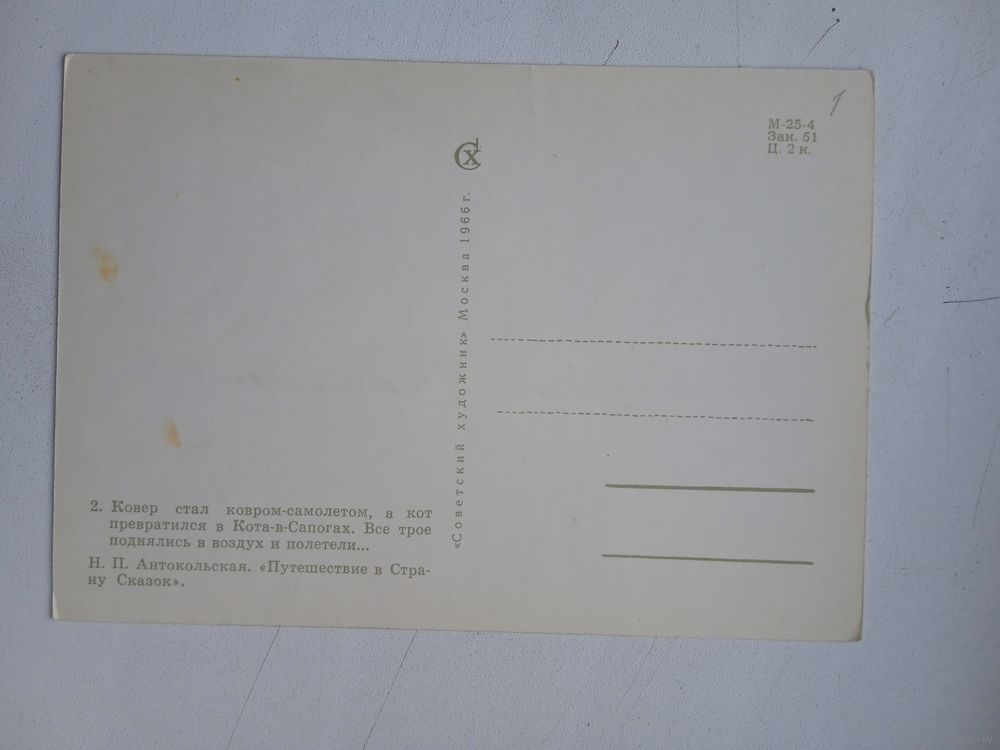 1
М-25-4
Зак. 51
Ц. 2 к.
СХ
«Советский художник» Москва 1966 г.
2. Ковер стал ковром-самолетом, а кот
превратился в Кота-в-Сапогах. Все трое
поднялись в воздух и полетели...
Н. П. Антокольская. «Путешествие в Стра-
ну Сказок».